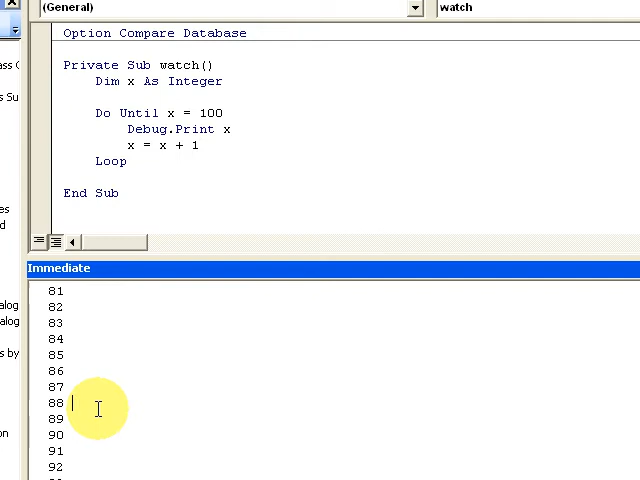 (General)
watch
Option Compare Database
Private Sub watch()
Dim x As Integer
Do Until x = 100
Debug.Print x
x = x + 1
Loop
End Sub
Immediate
81
82
83
84
85
86
87
88
89
90
91
92